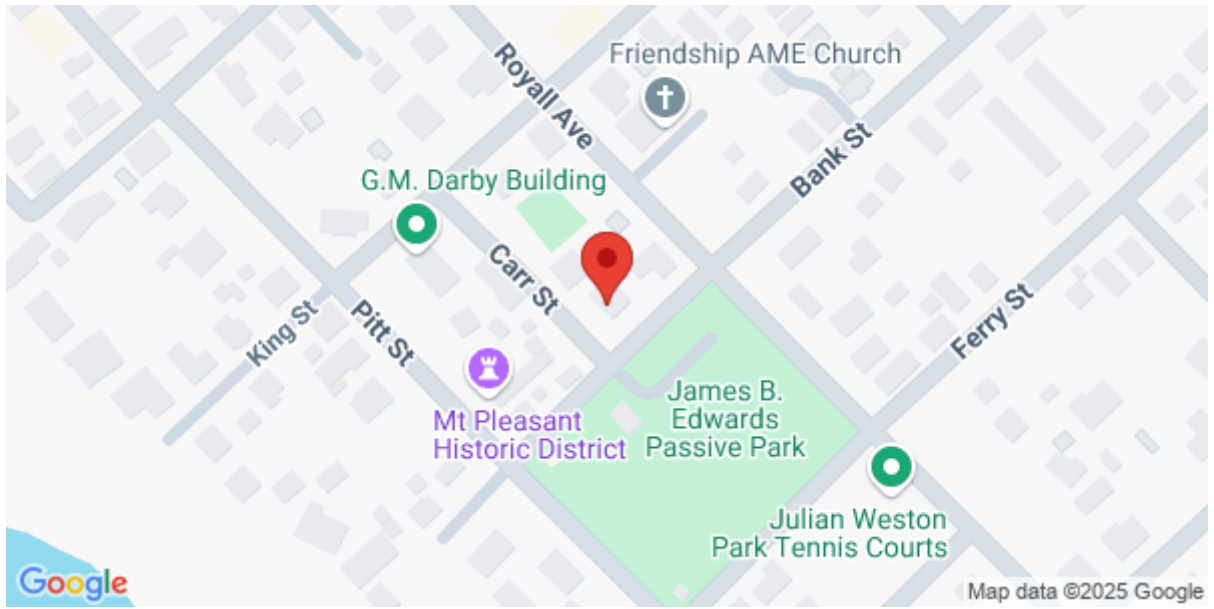 Friendship AME Church
Royall Ave
Bank St
G.M. Darby Building
Carr St
King St
Pitt St
Ferry St
Mt Pleasant
Historic District
James B.
Edwards
Passive Park
Julian Weston
Park Tennis Courts
Google
Map data ©2025 Google